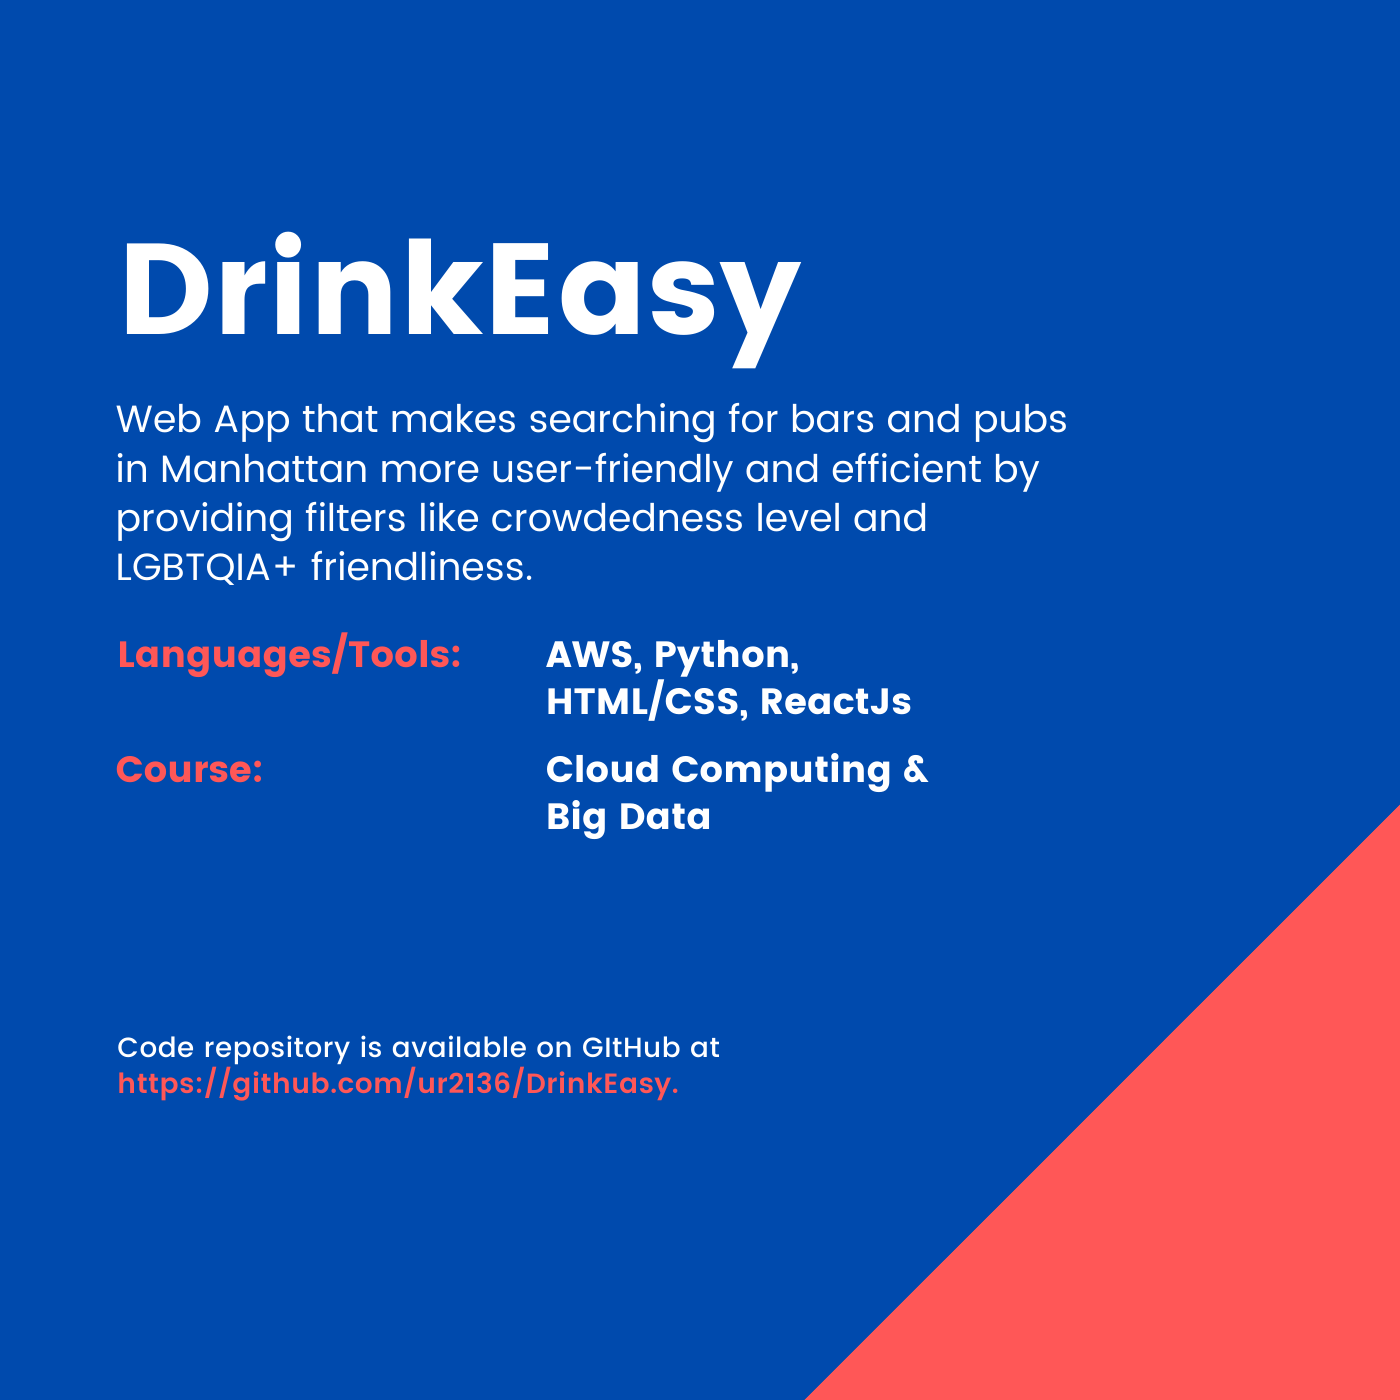 DrinkEasy
Web App that makes searching for bars and pubs
in Manhattan more user-friendly and efficient by
providing filters like crowdedness level and
LGBTQIA+ friendliness.
Languages/Tools: AWS, Python,
HTML/CSS, ReactJs
Course: Cloud Computing &
Big Data
Code repository is available on GItHub at
https://github.com/ur2136/DrinkEasy.